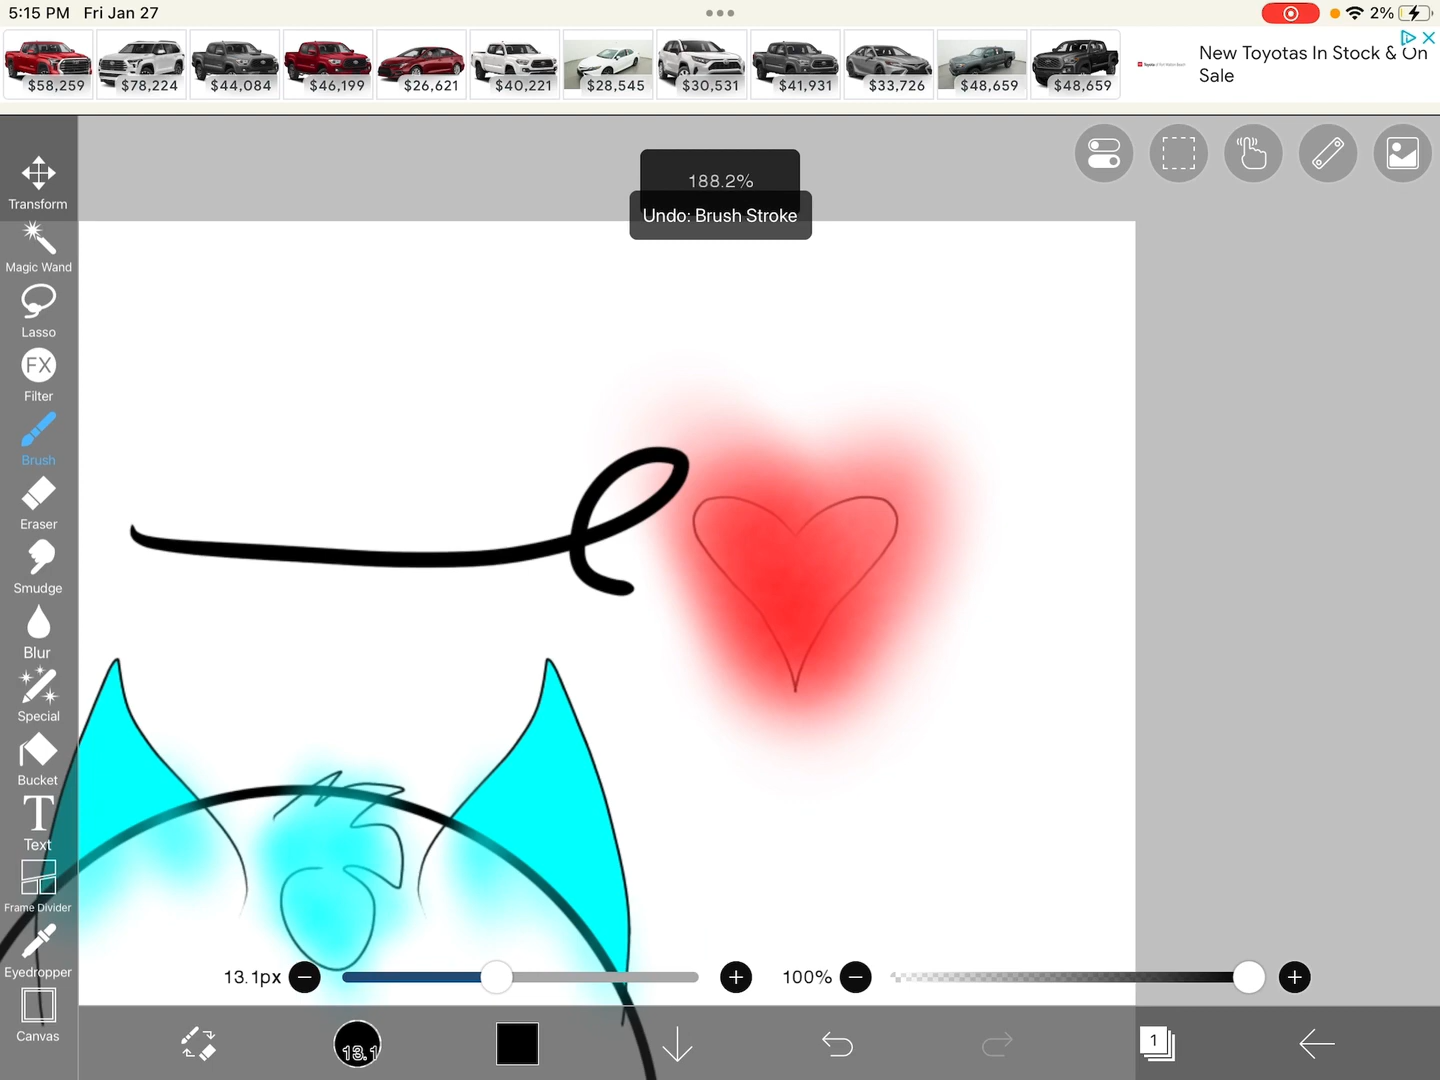 5:15 PM Fri Jan 27
2%
$58,259 $78,224 $44,084 $46,199 $26,621 $40,221 $28,545 $30,531 $41,931 $33,726 $48,659 $48,659
New Toyotas In Stock & On
Sale
Transform
188.2%
Undo: Brush Stroke
Magic Wand
Lasso
FX
Filter
Brush
Eraser
Smudge
Blur
Special
Bucket
T
Text
Frame Divider
Eyedropper
13.1px
100%
Canvas
13.1
1